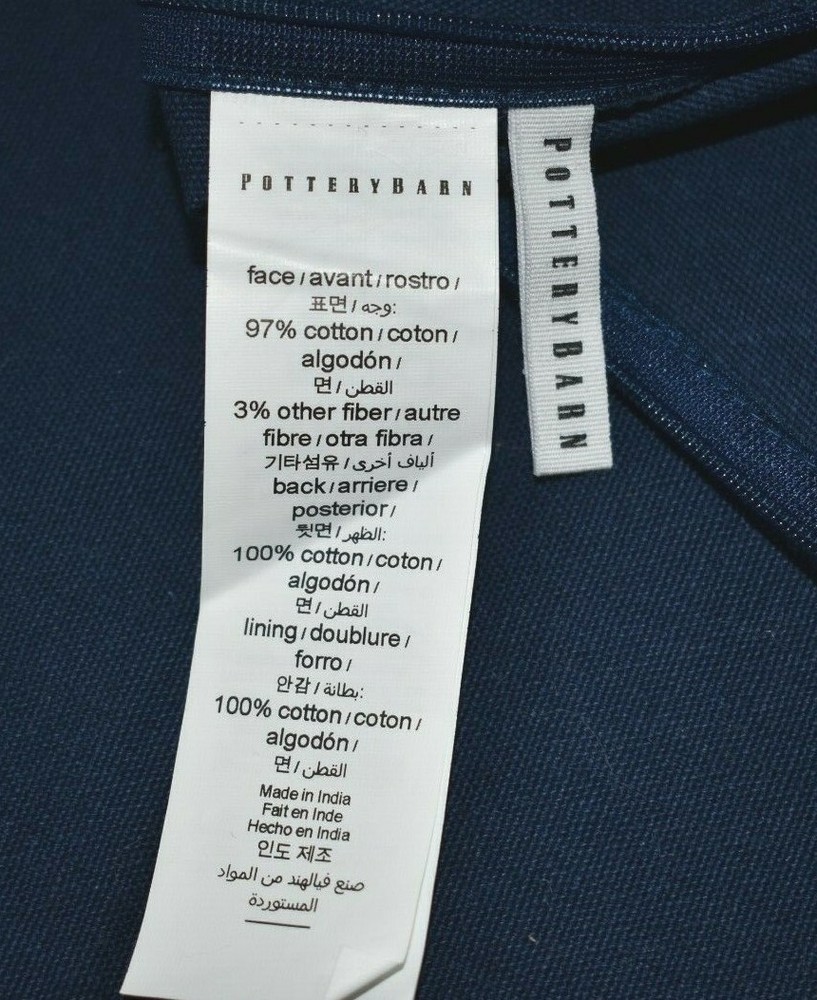 POTTERYBARN
face / avant / rostro /
표면 / وجه:
97% cotton / coton /
algodón /
면 / القطن
3% other fiber / autre
fibre / otra fibra /
기타섬유 / ألياف أخرى
back / arriere /
posterior /
뒷면 / الظهر:
100% cotton / coton /
algodón /
면 / القطن
lining / doublure /
forro /
안감 / بطانة:
100% cotton / coton /
algodón /
면 / القطن
Made in India
Fait en Inde
Hecho en India
인도 제조
صنع فيالهند من المواد
المستوردة
POTTERYBARN